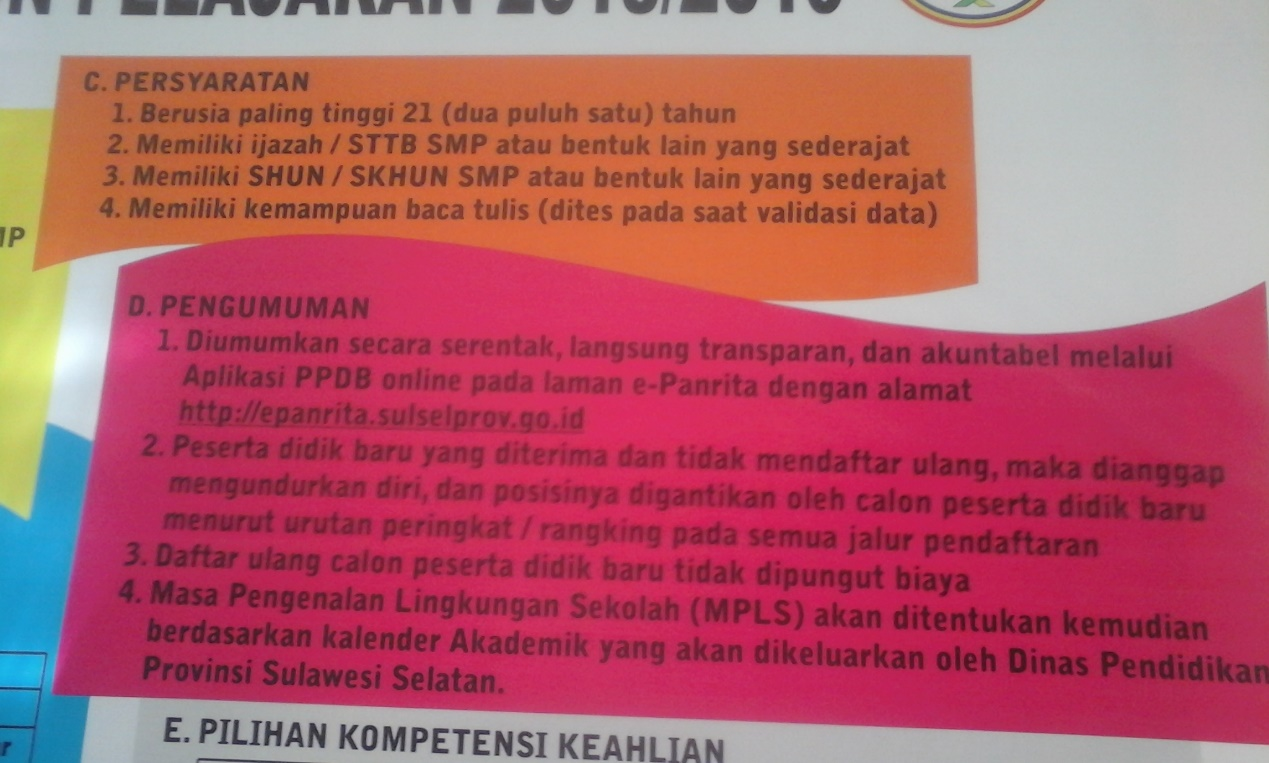 PELAJARAN
C. PERSYARATAN
1. Berusia paling tinggi 21 (dua puluh satu) tahun
2. Memiliki ijazah / STTB SMP atau bentuk lain yang sederajat
3. Memiliki SHUN / SKHUN SMP atau bentuk lain yang sederajat
4. Memiliki kemampuan baca tulis (dites pada saat validasi data)
D. PENGUMUMAN
1. Diumumkan secara serentak, langsung transparan, dan akuntabel melalui
Aplikasi PPDB online pada laman e-Panrita dengan alamat
http://epanrita.sulselprov.go.id
2. Peserta didik baru yang diterima dan tidak mendaftar ulang, maka dianggap
mengundurkan diri, dan posisinya digantikan oleh calon peserta didik baru
menurut urutan peringkat / rangking pada semua jalur pendaftaran
3. Daftar ulang calon peserta didik baru tidak dipungut biaya
4. Masa Pengenalan Lingkungan Sekolah (MPLS) akan ditentukan kemudian
berdasarkan kalender Akademik yang akan dikeluarkan oleh Dinas Pendidikan
Provinsi Sulawesi Selatan.
E. PILIHAN KOMPETENSI KEAHLIAN